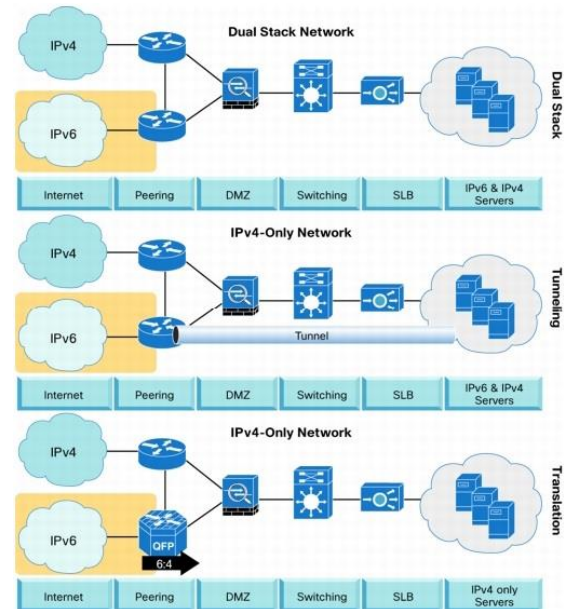 Dual Stack Network
IPv4
IPv6
Dual Stack
Internet
Peering
DMZ
Switching
SLB
IPv6 & IPv4
Servers
IPv4-Only Network
IPv4
IPv6
Tunnel
Tunneling
Internet
Peering
DMZ
Switching
SLB
IPv6 & IPv4
Servers
IPv4-Only Network
IPv4
IPv6
QFP
6:4
Translation
Internet
Peering
DMZ
Switching
SLB
IPv4 only
Servers